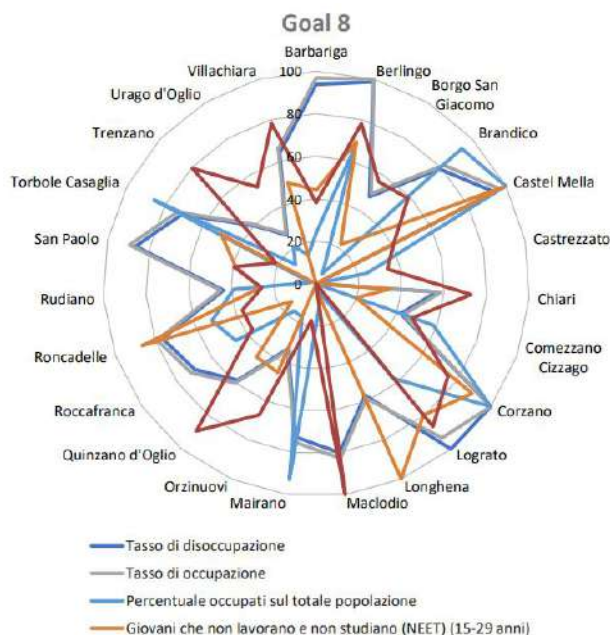 Goal 8
Barbariga
Villachiara
Berlingo
Urago d'Oglio
Borgo San
Giacomo
Trenzano
Brandico
Torbole Casaglia
Castel Mella
San Paolo
Castrezzato
Rudiano
Chiari
Roncadelle
Comezzano
Cizzago
Roccafranca
Corzano
Quinzano d'Oglio
Lograto
Orzinuovi
Longhena
Mairano
Maclodio
100
80
60
40
20
0
Tasso di disoccupazione
Tasso di occupazione
Percentuale occupati sul totale popolazione
Giovani che non lavorano e non studiano (NEET) (15-29 anni)